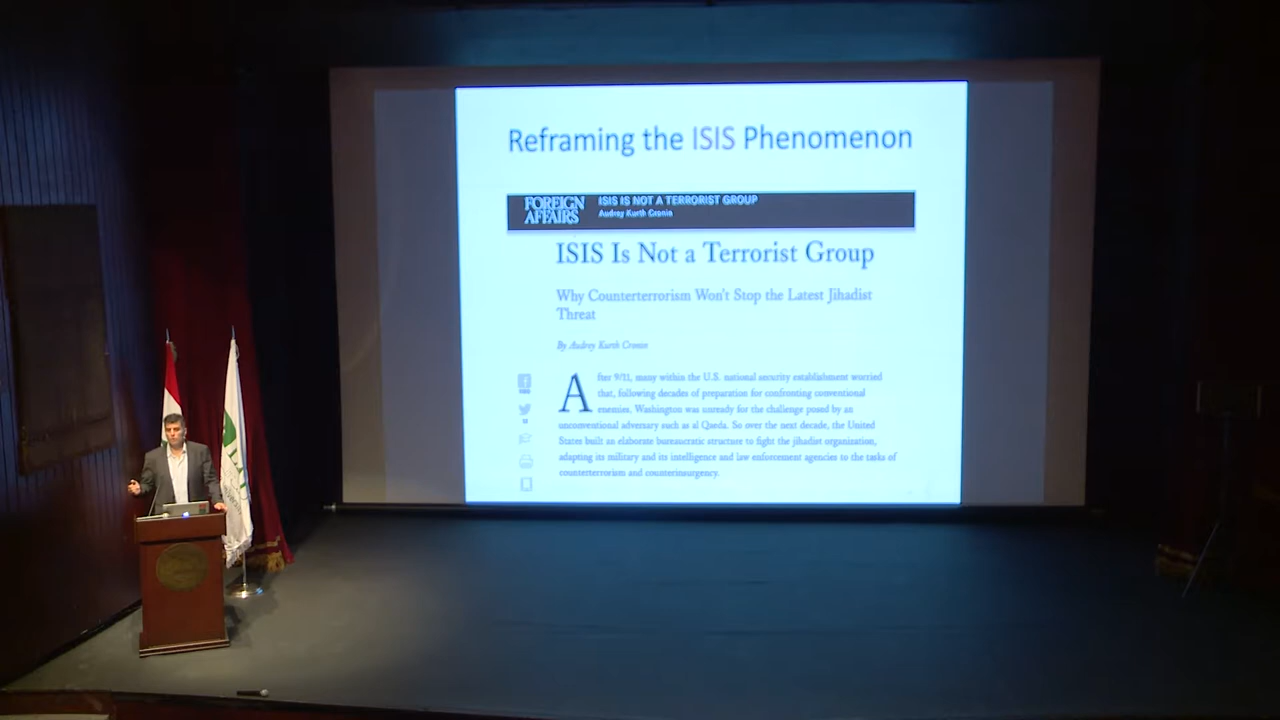 Reframing the ISIS Phenomenon
FOREIGN
AFFAIRS
ISIS IS NOT A TERRORIST GROUP
Audrey Kurth Cronin
ISIS Is Not a Terrorist Group
Why Counterterrorism Won't Stop the Latest Jihadist
Threat
By Audrey Kurth Cronin
After 9/11, many within the U.S. national security establishment worried
that, following decades of preparation for confronting conventional
enemies, Washington was unready for the challenge posed by an
unconventional adversary such as al Qaeda. So over the next decade, the United
States built an elaborate bureaucratic structure to fight the jihadist organization,
adapting its military and its intelligence and law enforcement agencies to the tasks of
counterterrorism and counterinsurgency.